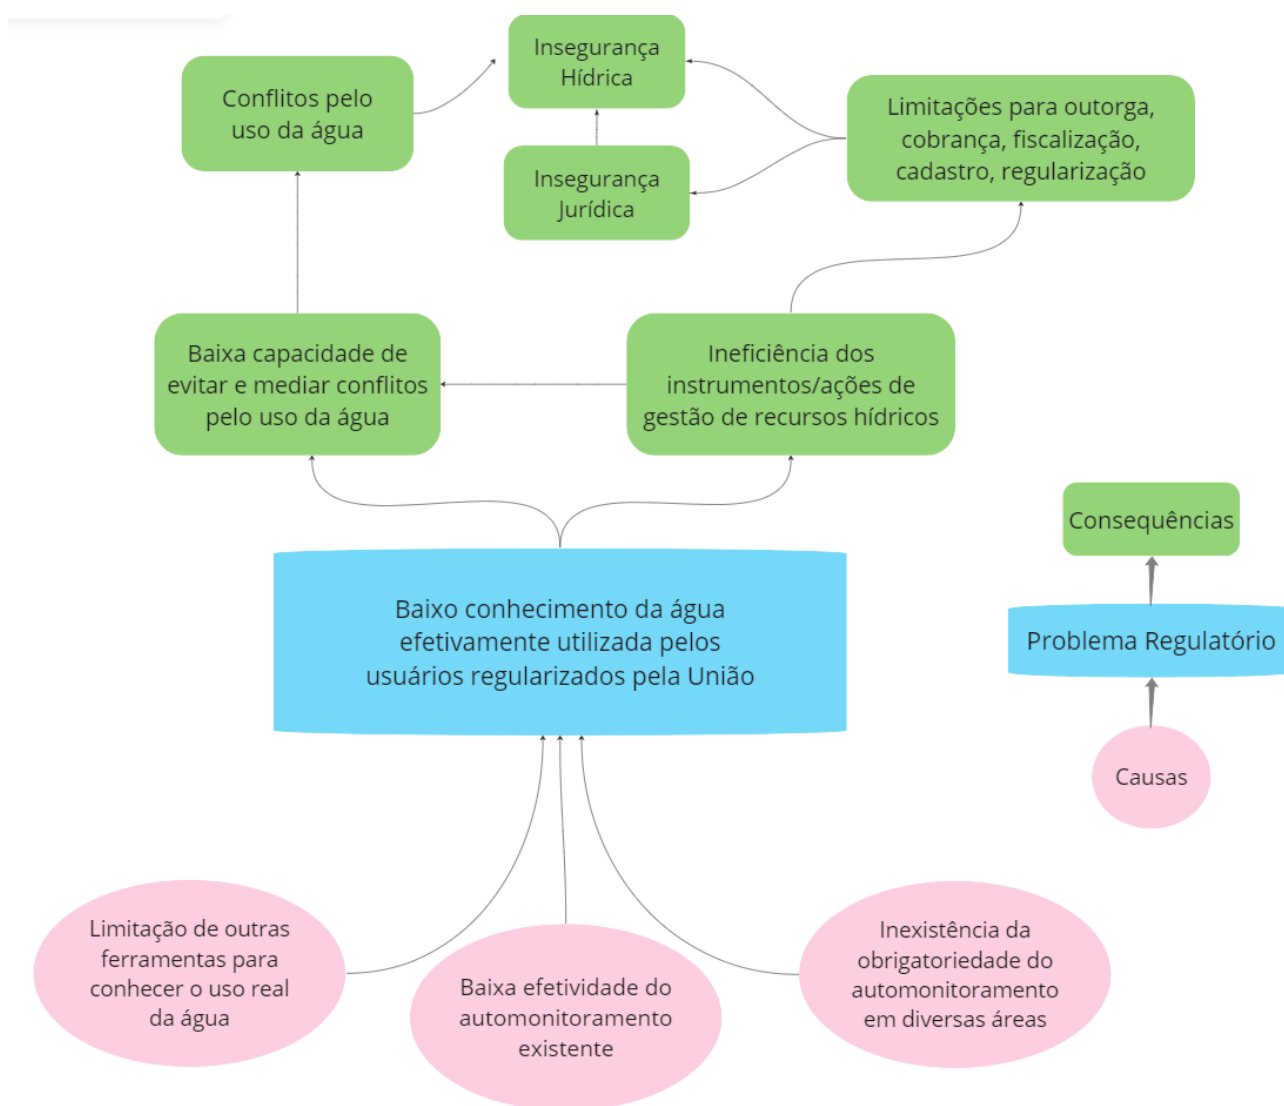 Insegurança
Hídrica
Conflitos pelo
uso da água
Limitações para outorga,
cobrança, fiscalização,
cadastro, regularização
Insegurança
Jurídica
Baixa capacidade de
evitar e mediar conflitos
pelo uso da água
Ineficiência dos
instrumentos/ações de
gestão de recursos hídricos
Consequências
Baixo conhecimento da água
efetivamente utilizada pelos
usuários regularizados pela União
Problema Regulatório
Causas
Limitação de outras
ferramentas para
conhecer o uso real
da água
Baixa efetividade do
automonitoramento
existente
Inexistência da
obrigatoriedade do
automonitoramento
em diversas áreas